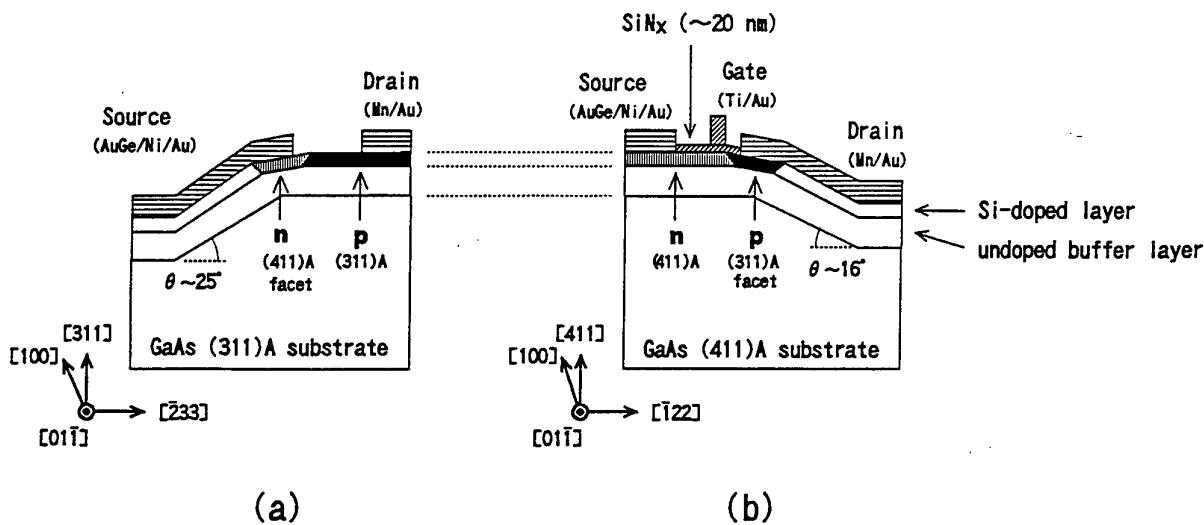 Source
(AuGe/Ni/Au)
Drain
(Mn/Au)
n
(411)A
facet
p
(311)A
θ~25°
GaAs (311)A substrate
[311]
[100]
[2̄33]
[011̄]
(a)
SiNx (~20 nm)
Source
(AuGe/Ni/Au)
Gate
(Ti/Au)
Drain
(Mn/Au)
Si-doped layer
undoped buffer layer
n
(411)A
p
(311)A
facet
θ~16°
GaAs (411)A substrate
[411]
[100]
[1̄22]
[011̄]
(b)